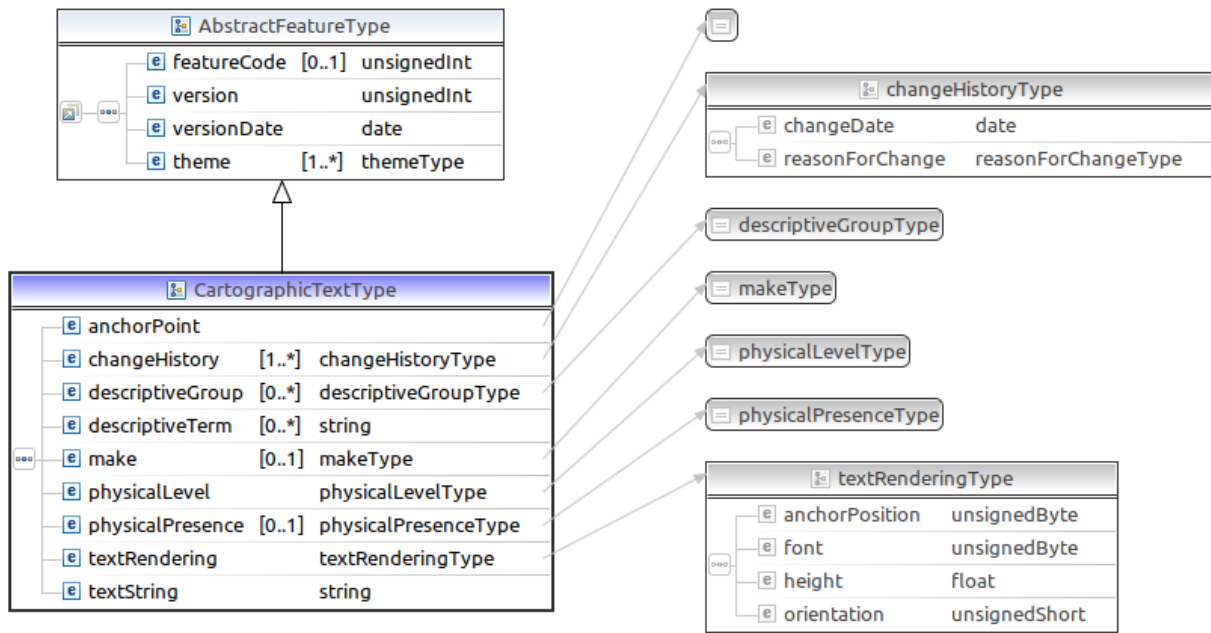 AbstractFeatureType
e featureCode [0..1] unsignedInt
e version unsignedInt
e versionDate date
e theme [1..*] themeType
CartographicTextType
e anchorPoint
e changeHistory [1..*] changeHistoryType
e descriptiveGroup [0..*] descriptiveGroupType
e descriptiveTerm [0..*] string
e make [0..1] makeType
e physicalLevel physicalLevelType
e physicalPresence [0..1] physicalPresenceType
e textRendering textRenderingType
e textString string
changeHistoryType
e changeDate date
e reasonForChange reasonForChangeType
descriptiveGroupType
makeType
physicalLevelType
physicalPresenceType
textRenderingType
e anchorPosition unsignedByte
e font unsignedByte
e height float
e orientation unsignedShort